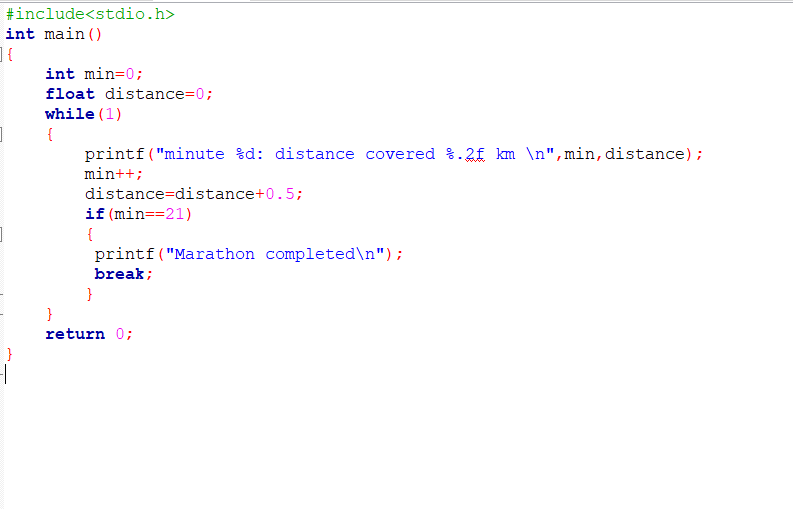 #include<stdio.h>
int main()
{
    int min=0;
    float distance=0;
    while(1)
    {
        printf("minute %d: distance covered %.2f km \n",min,distance);
        min++;
        distance=distance+0.5;
        if(min==21)
        {
         printf("Marathon completed\n");
         break;
        }
    }
    return 0;
}